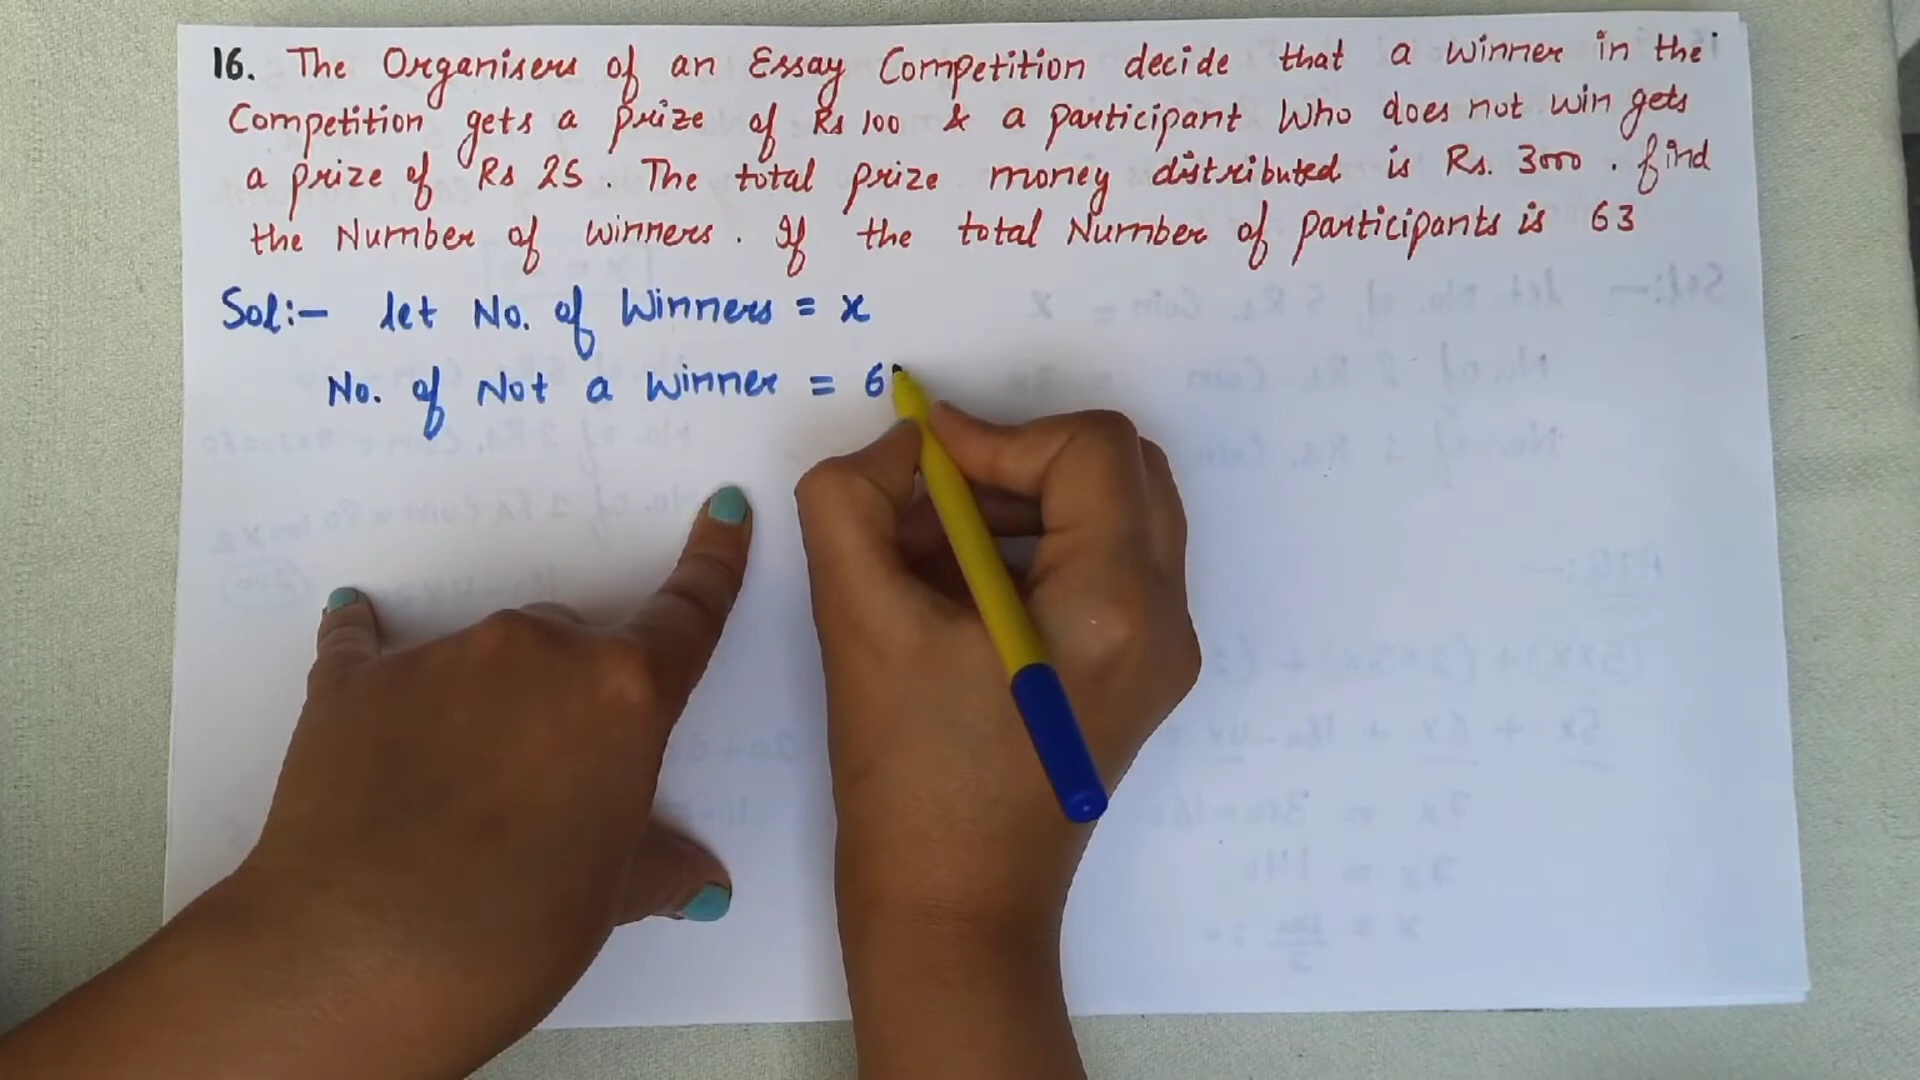 16. The Organisers of an Essay Competition decide that a winner in the
Competition gets a prize of Rs 100 & a participant Who does not win gets
a prize of Rs 25. The total prize money distributed is Rs. 3000. find
the Number of winners. If the total Number of participants is 63
Sol:- let No. of Winners = x
No. of Not a Winner = 6